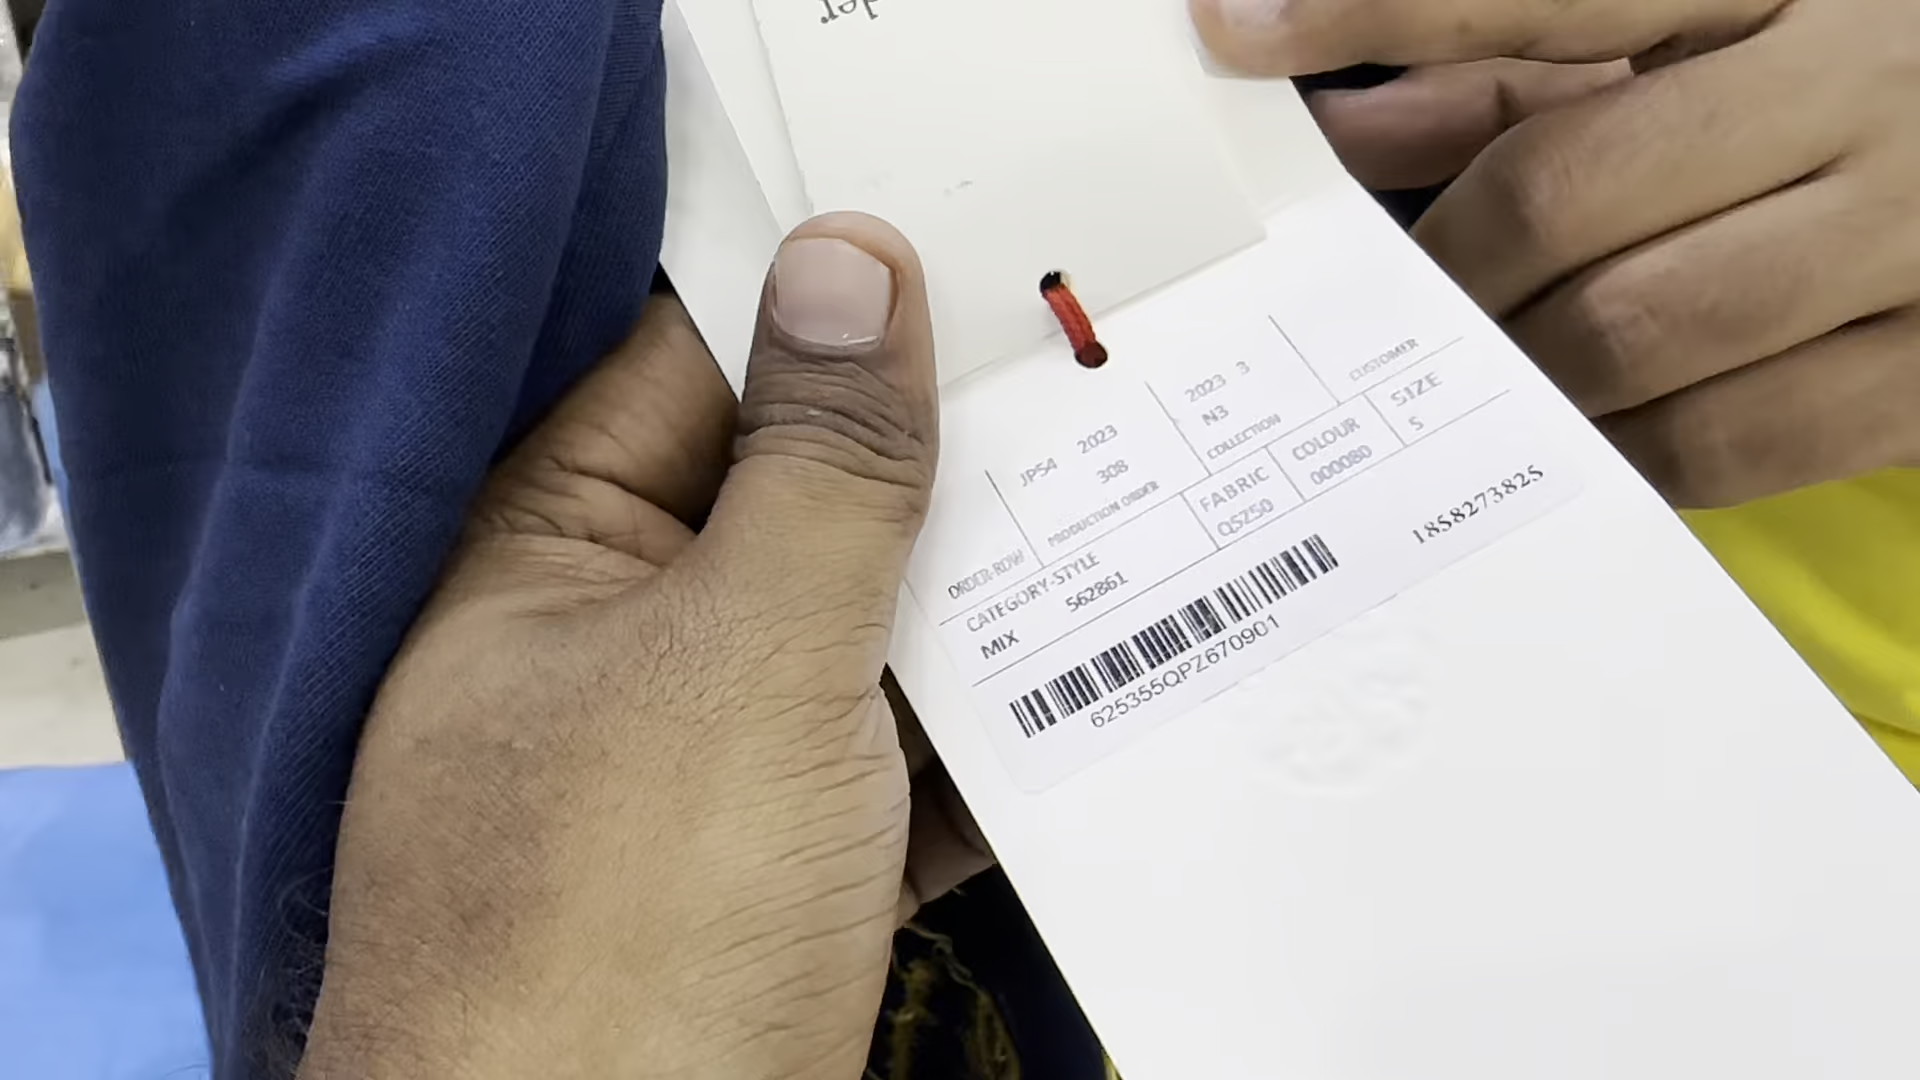 der
JP54 2023
308
2023 3
N3
ORDER-ROW
PRODUCTION ORDER
COLLECTION
CUSTOMER
CATEGORY-STYLE
FABRIC
COLOUR
SIZE
MIX 562861
Q5Z50
000080
S
1858273825
625355QPZ670901